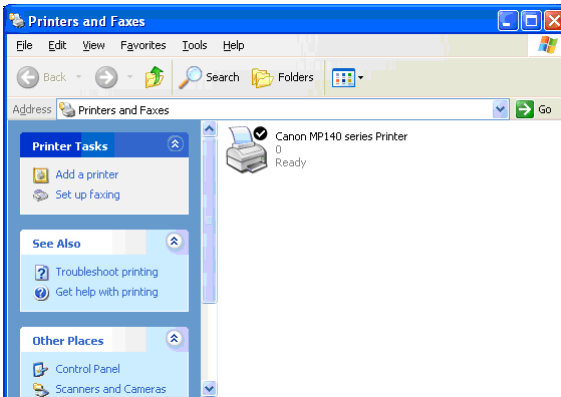 Printers and Faxes
File Edit View Favorites Tools Help
Back Search Folders
Address Printers and Faxes Go
Printer Tasks
Add a printer
Set up faxing
See Also
Troubleshoot printing
Get help with printing
Other Places
Control Panel
Scanners and Cameras
Canon MP140 series Printer
0
Ready